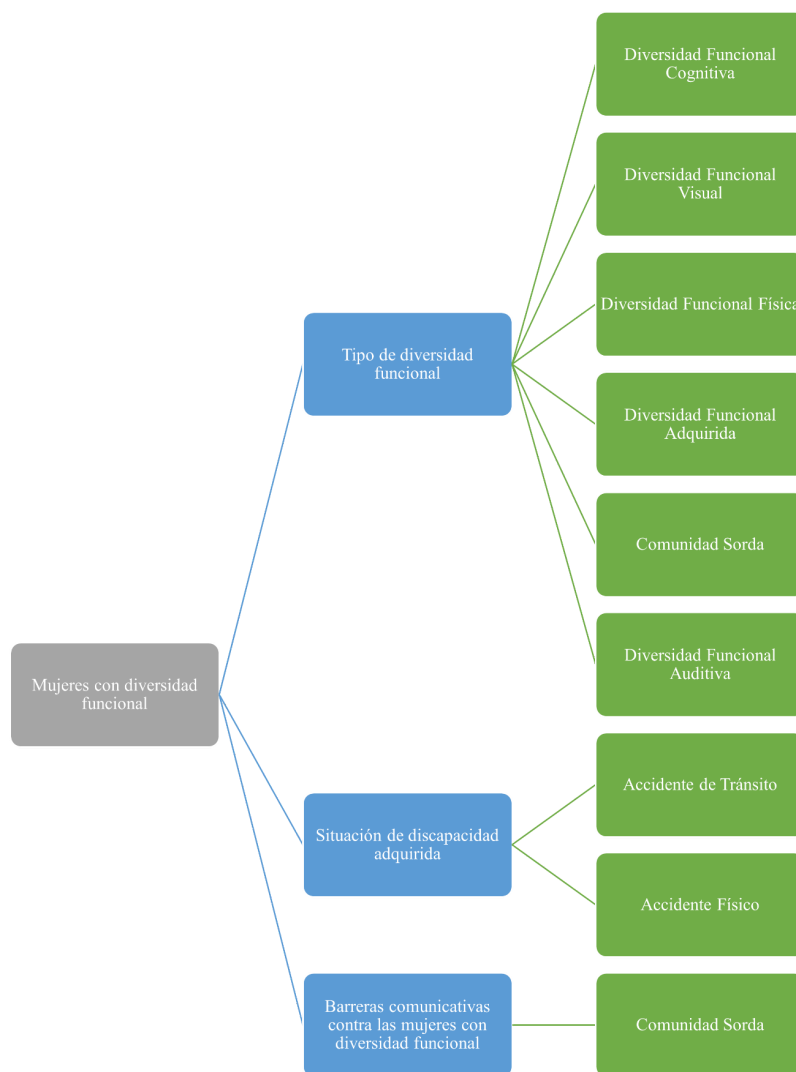 Mujeres con diversidad
funcional
Tipo de diversidad
funcional
Diversidad Funcional
Cognitiva
Diversidad Funcional
Visual
Diversidad Funcional Física
Diversidad Funcional
Adquirida
Comunidad Sorda
Diversidad Funcional
Auditiva
Situación de discapacidad
adquirida
Accidente de Tránsito
Accidente Físico
Barreras comunicativas
contra las mujeres con
diversidad funcional
Comunidad Sorda